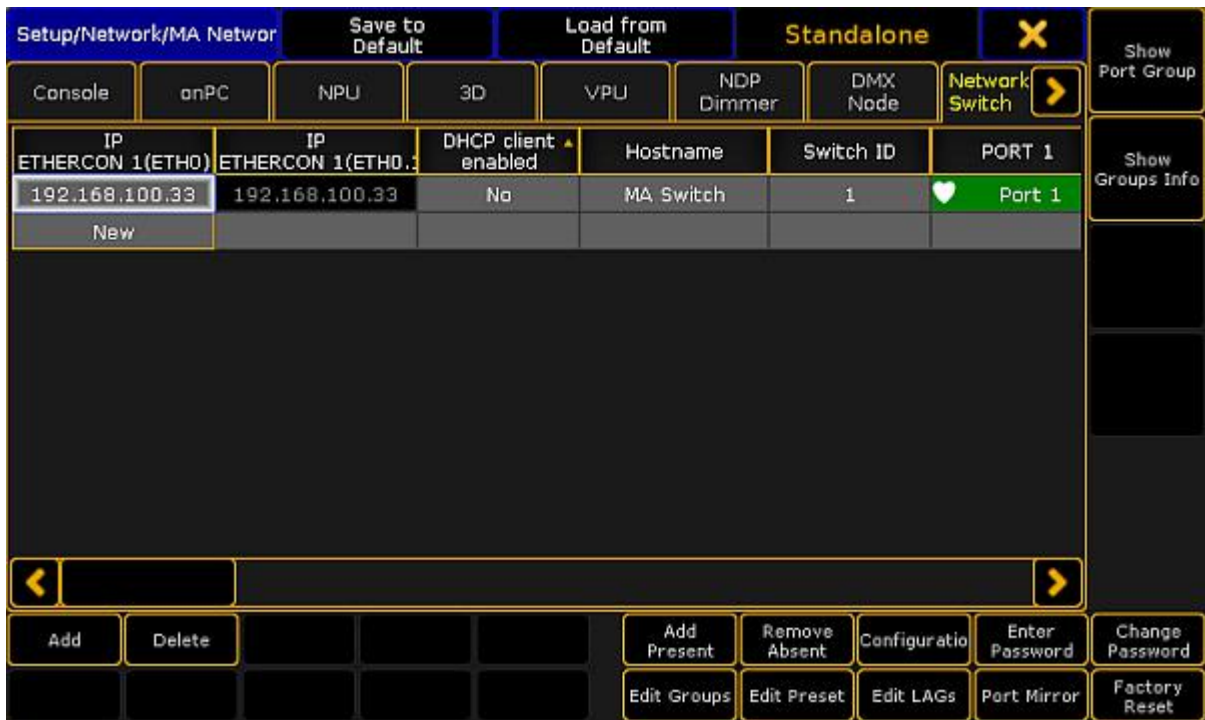 Setup/Network/MA Networ
Save to
Default
Load from
Default
Standalone
Show
Port Group
Console
onPC
NPU
3D
VPU
NDP
Dimmer
DMX
Node
Network
Switch
IP
ETHERCON 1(ETH0)
IP
ETHERCON 1(ETH0.1
DHCP client
enabled
Hostname
Switch ID
PORT 1
Show
Groups Info
192.168.100.33
192.168.100.33
No
MA Switch
1
Port 1
New
Add
Delete
Add
Present
Remove
Absent
Configuratio
Enter
Password
Change
Password
Edit Groups
Edit Preset
Edit LAGs
Port Mirror
Factory
Reset